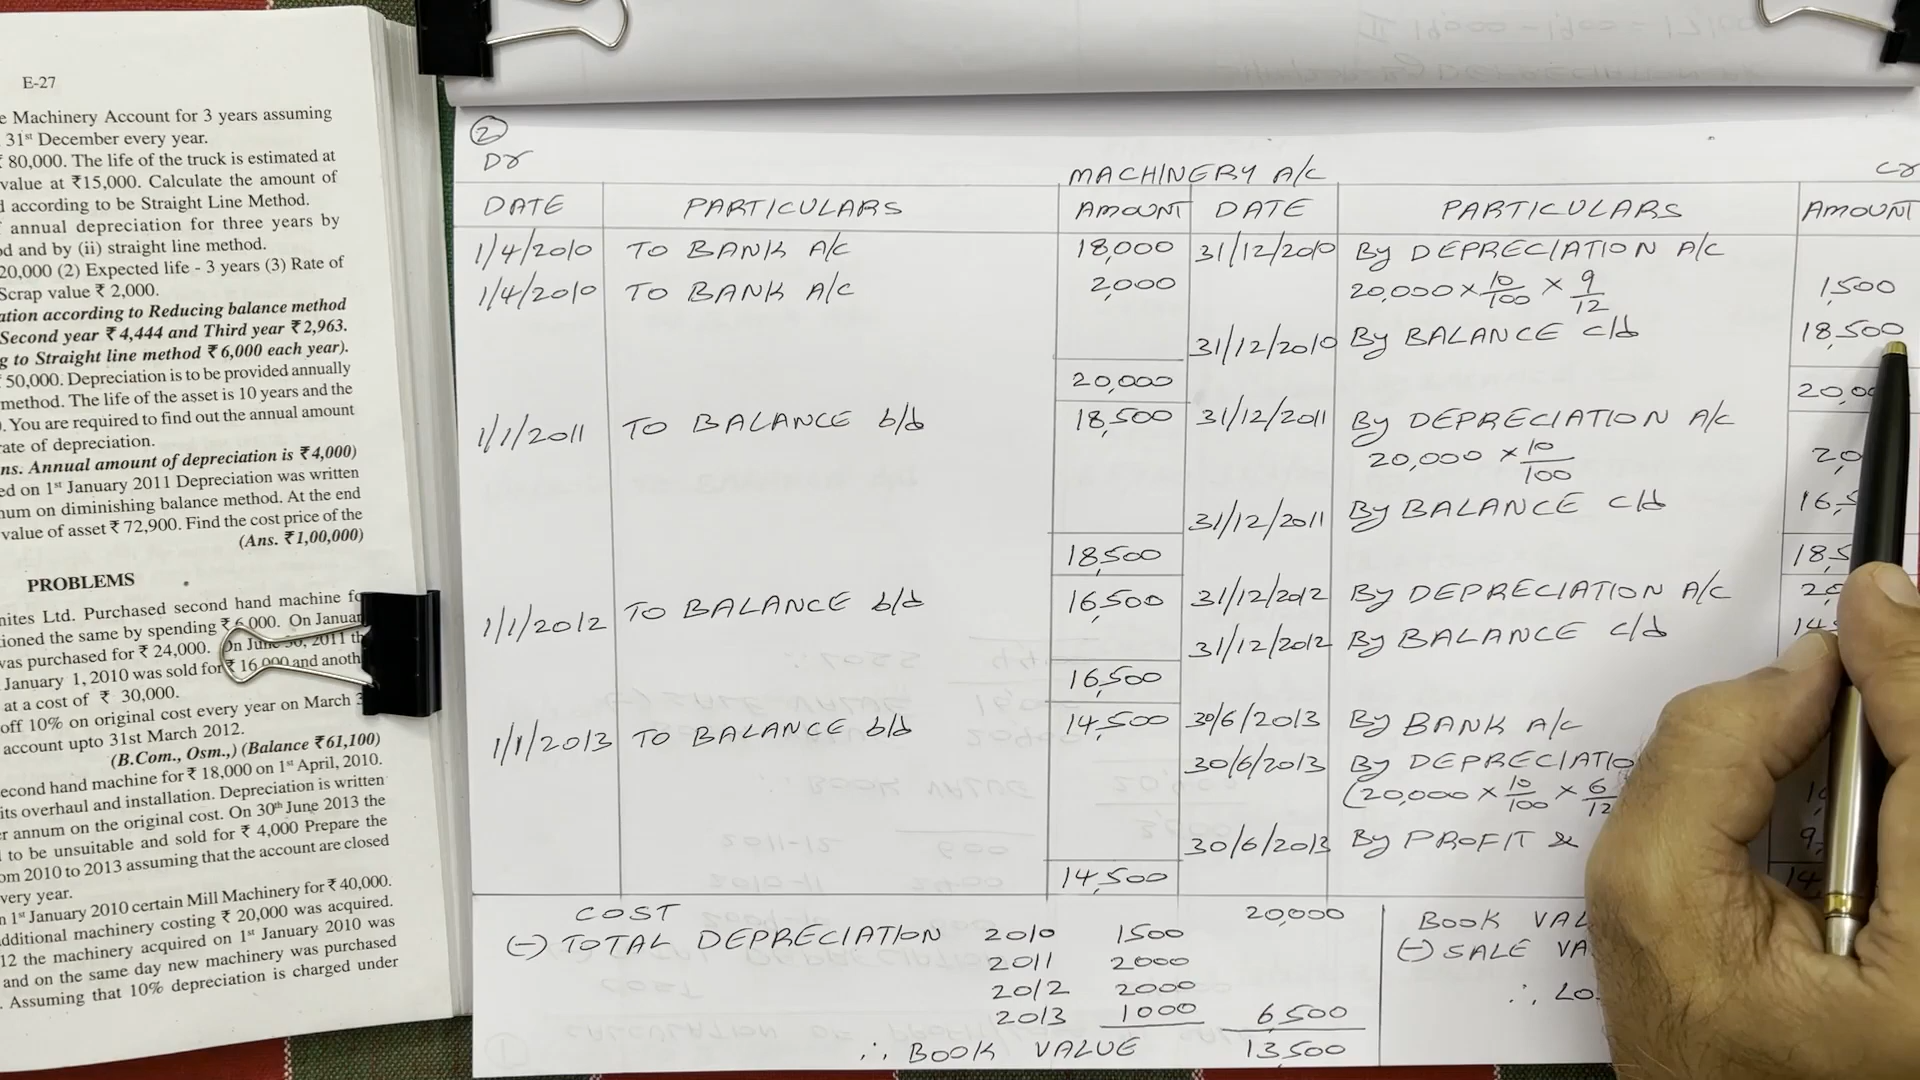 E-27
e Machinery Account for 3 years assuming
31st December every year.
₹ 80,000. The life of the truck is estimated at
value at ₹15,000. Calculate the amount of
d according to be Straight Line Method.
annual depreciation for three years by
od and by (ii) straight line method.
20,000 (2) Expected life - 3 years (3) Rate of
Scrap value ₹ 2,000.
ation according to Reducing balance method
Second year ₹ 4,444 and Third year ₹ 2,963.
g to Straight line method ₹ 6,000 each year).
50,000. Depreciation is to be provided annually
method. The life of the asset is 10 years and the
). You are required to find out the annual amount
rate of depreciation.
ns. Annual amount of depreciation is ₹4,000)
ed on 1st January 2011 Depreciation was written
num on diminishing balance method. At the end
value of asset ₹ 72,900. Find the cost price of the
(Ans. ₹1,00,000)
PROBLEMS
nites Ltd. Purchased second hand machine fo
tioned the same by spending ₹ 6,000. On Januar
was purchased for ₹ 24,000. On June 30, 2011 th
January 1, 2010 was sold for ₹ 16,000 and anoth
at a cost of ₹ 30,000.
off 10% on original cost every year on March 3
account upto 31st March 2012.
(B.Com., Osm.,) (Balance ₹61,100)
econd hand machine for ₹ 18,000 on 1st April, 2010.
its overhaul and installation. Depreciation is written
r annum on the original cost. On 30th June 2013 the
to be unsuitable and sold for ₹ 4,000 Prepare the
om 2010 to 2013 assuming that the account are closed
very year.
n 1st January 2010 certain Mill Machinery for ₹ 40,000.
dditional machinery costing ₹ 20,000 was acquired.
12 the machinery acquired on 1st January 2010 was
and on the same day new machinery was purchased
. Assuming that 10% depreciation is charged under
2
Dr MACHINERY A/C Cr
DATE PARTICULARS AMOUNT DATE PARTICULARS AMOUNT
1/4/2010 TO BANK A/C 18,000 31/12/2010 By DEPRECIATION A/C
1/4/2010 TO BANK A/C 2,000 20,000 × 10/100 × 9/12 1,500
31/12/2010 By BALANCE c/d 18,500
20,000 20,00
1/1/2011 TO BALANCE b/d 18,500 31/12/2011 By DEPRECIATION A/C
20,000 × 10/100 2,0
31/12/2011 By BALANCE c/d 16,5
18,500 18,5
1/1/2012 TO BALANCE b/d 16,500 31/12/2012 By DEPRECIATION A/C
31/12/2012 By BALANCE c/d
16,500
1/1/2013 TO BALANCE b/d 14,500 30/6/2013 By BANK A/C
30/6/2013 By DEPRECIATIO
(20,000 × 10/100 × 6/12
30/6/2013 By PROFIT &
14,500
COST 20,000
(-) TOTAL DEPRECIATION 2010 1500
2011 2000
2012 2000
2013 1000 6,500
∴ BOOK VALUE 13,500
BOOK VAL
(-) SALE VA
∴ LO